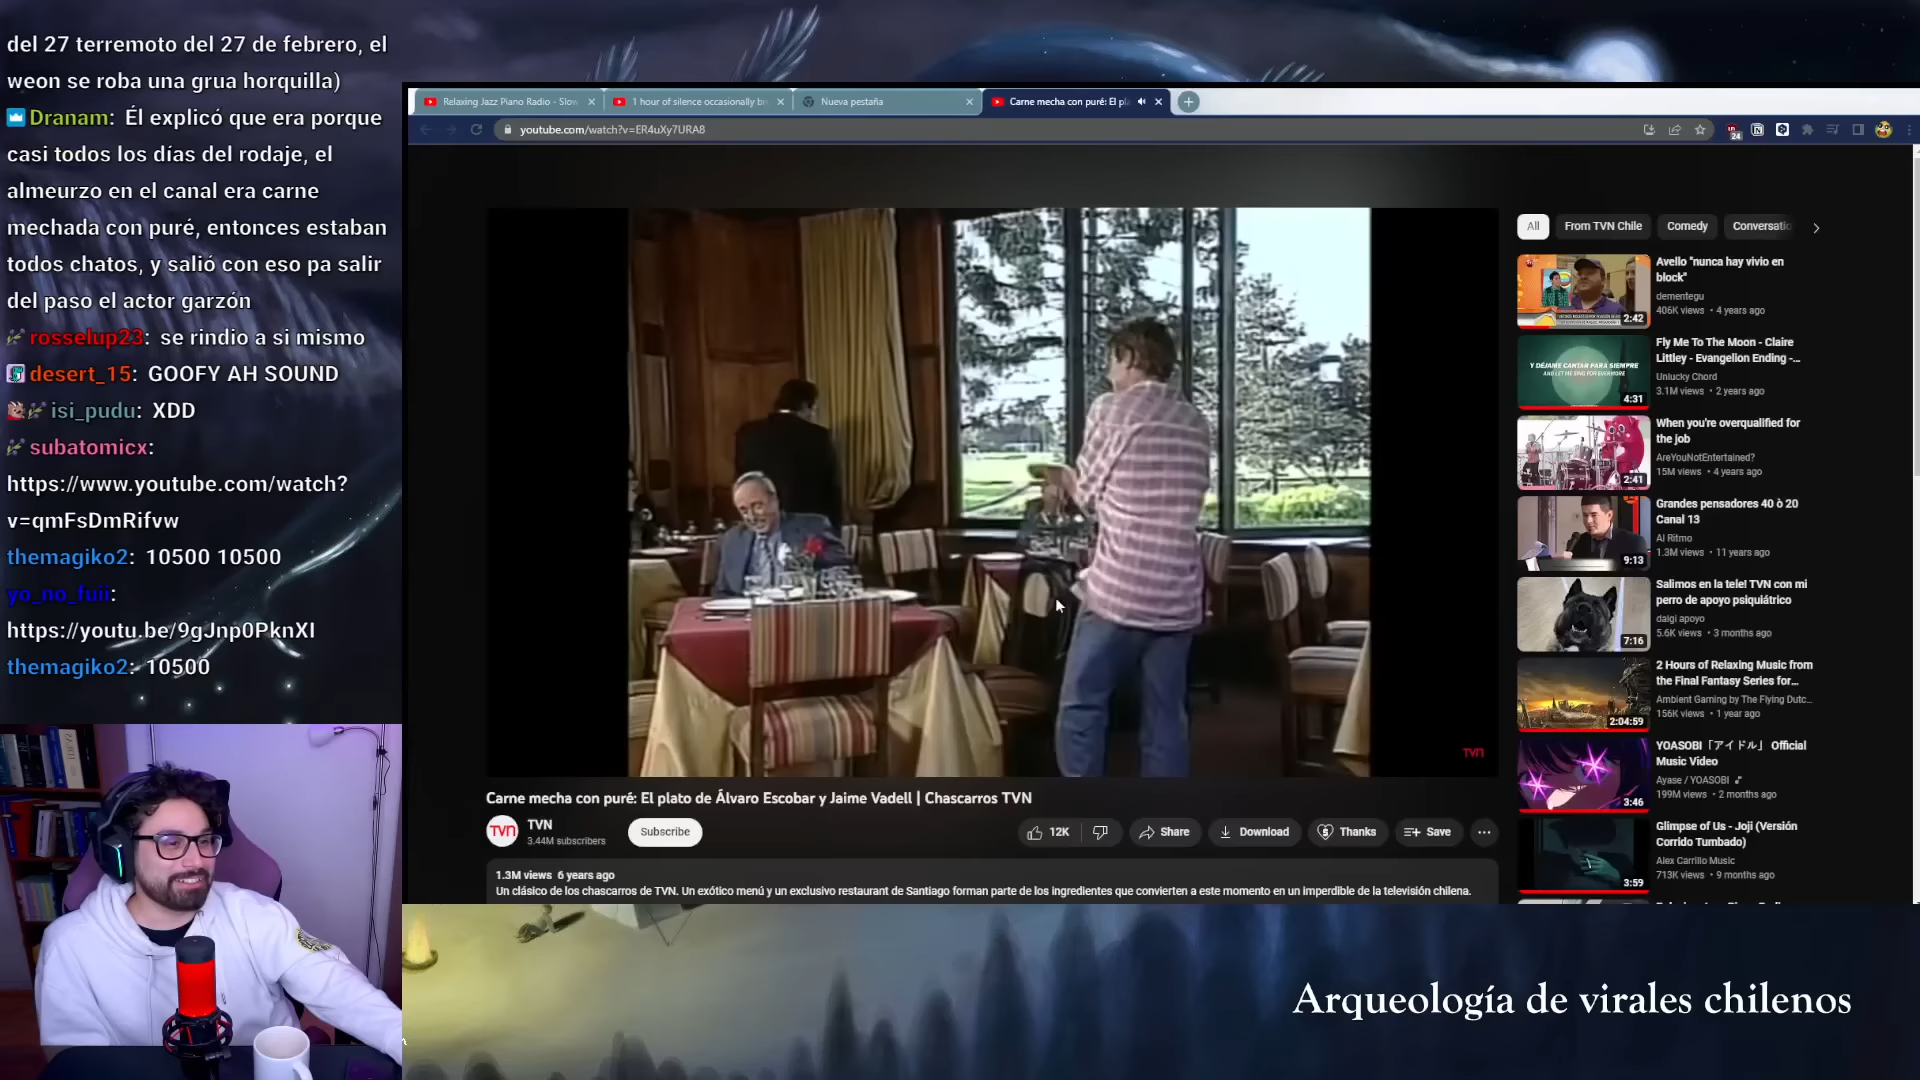 del 27 terremoto del 27 de febrero, el
weon se roba una grua horquilla)
Dranam: Él explicó que era porque
casi todos los días del rodaje, el
almeurzo en el canal era carne
mechada con puré, entonces estaban
todos chatos, y salió con eso pa salir
del paso el actor garzón
rosselup23: se rindio a si mismo
desert_15: GOOFY AH SOUND
isi_pudu: XDD
subatomicx:
https://www.youtube.com/watch?
v=qmFsDmRifvw
themagiko2: 10500 10500
yo_no_fuii:
https://youtu.be/9gJnp0PknXI
themagiko2: 10500
Relaxing Jazz Piano Radio - Slow
1 hour of silence occasionally br
Nueva pestaña
Carne mecha con puré: El pl
youtube.com/watch?v=ER4uXy7URA8
24
TVN
Carne mecha con puré: El plato de Álvaro Escobar y Jaime Vadell | Chascarros TVN
TVN
TVN
3.44M subscribers
Subscribe
12K
Share
Download
Thanks
Save
1.3M views 6 years ago
Un clásico de los chascarros de TVN. Un exótico menú y un exclusivo restaurant de Santiago forman parte de los ingredientes que convierten a este momento en un imperdible de la televisión chilena.
All
From TVN Chile
Comedy
Conversatio
Avello "nunca hay vivio en
block"
dementegu
406K views • 4 years ago
2:42
Fly Me To The Moon - Claire
Littley - Evangelion Ending -...
Unlucky Chord
3.1M views • 2 years ago
Y DÉJAME CANTAR PARA SIEMPRE
AND LET ME SING FOR EVERMORE
4:31
When you're overqualified for
the job
AreYouNotEntertained?
15M views • 4 years ago
2:41
Grandes pensadores 40 ò 20
Canal 13
Al Ritmo
1.3M views • 11 years ago
9:13
Salimos en la tele! TVN con mi
perro de apoyo psiquiátrico
daigi apoyo
5.6K views • 3 months ago
7:16
2 Hours of Relaxing Music from
the Final Fantasy Series for...
Ambient Gaming by The Flying Dutc...
156K views • 1 year ago
2:04:59
YOASOBI「アイドル」 Official
Music Video
Ayase / YOASOBI
199M views • 2 months ago
3:46
Glimpse of Us - Joji (Versión
Corrido Tumbado)
Alex Carrillo Music
713K views • 9 months ago
3:59
Arqueología de virales chilenos